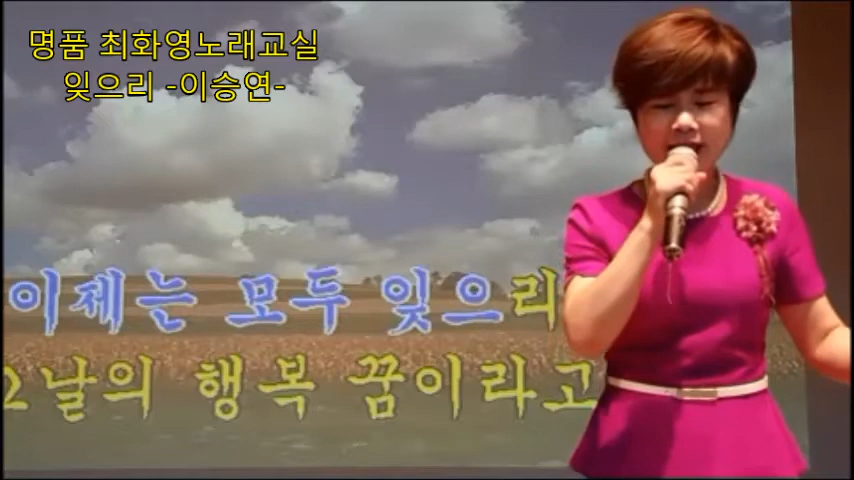 명품 최화영노래교실
잊으리 -이승연-
이제는 모두 잊으리
그날의 행복 꿈이라고